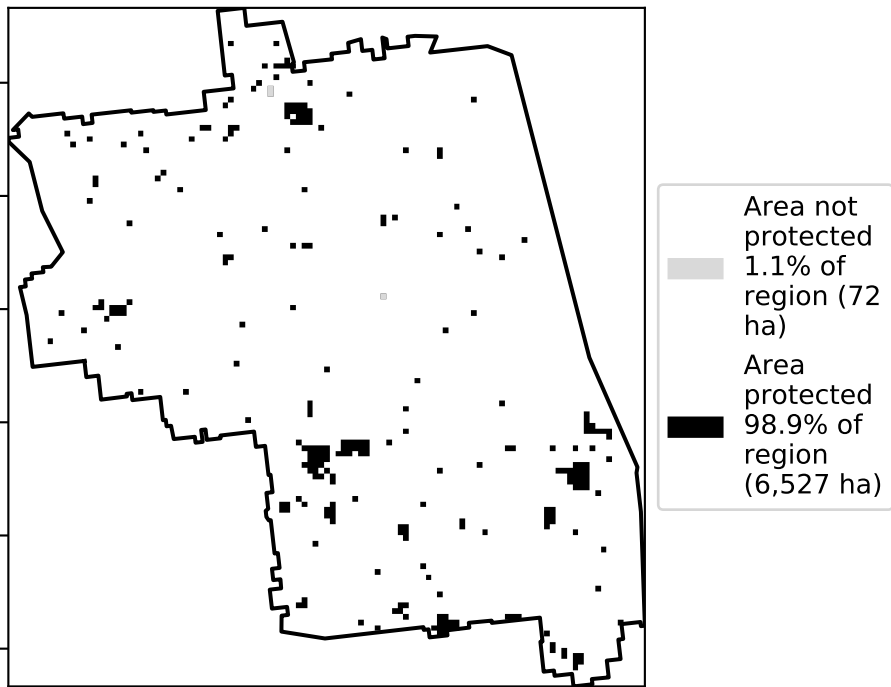 Area not
protected
1.1% of
region (72
ha)
Area
protected
98.9% of
region
(6,527 ha)